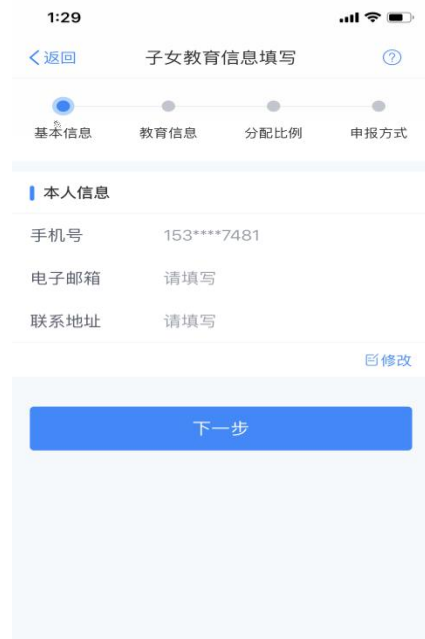 1:29
返回 子女教育信息填写
基本信息 教育信息 分配比例 申报方式
本人信息
手机号 153****7481
电子邮箱 请填写
联系地址 请填写
修改
下一步